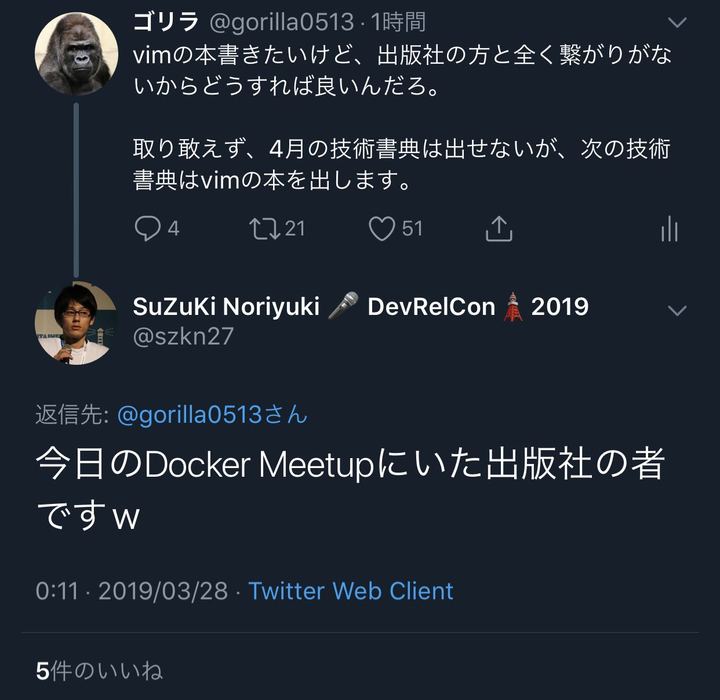 ゴリラ @gorilla0513・1時間
vimの本書きたいけど、出版社の方と全く繋がりがな
いからどうすれば良いんだろ。
取り敢えず、4月の技術書典は出せないが、次の技術
書典はvimの本を出します。
4 21 51
SuZuKi Noriyuki 🎤 DevRelCon 🗼 2019
@szkn27
返信先: @gorilla0513さん
今日のDocker Meetupにいた出版社の者
ですｗ
0:11 · 2019/03/28 · Twitter Web Client
5件のいいね